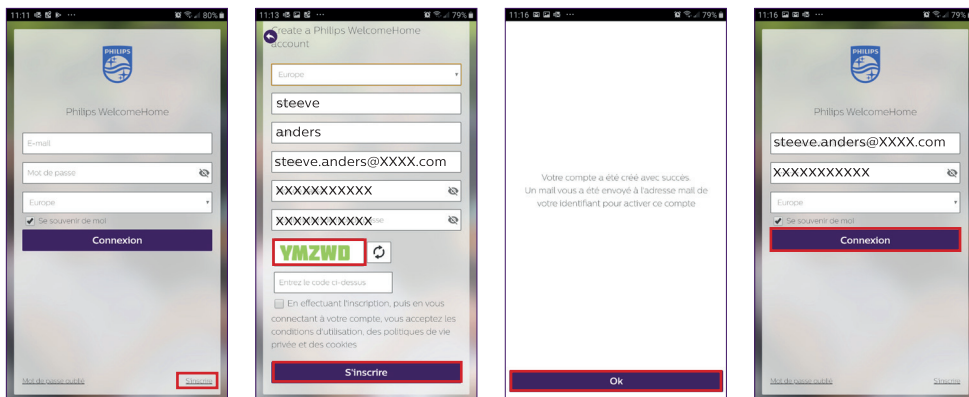 11:11
80%
PHILIPS
Philips WelcomeHome
E-mail
Mot de passe
Europe
Se souvenir de moi
Connexion
Mot de passe oublié
S'inscrire
11:13
79%
Create a Philips WelcomeHome
account
Europe
steeve
anders
steeve.anders@XXXX.com
XXXXXXXXXXX
XXXXXXXXXXX
YMZWD
Entrez le code ci-dessus
En effectuant l'inscription, puis en vous
connectant à votre compte, vous acceptez les
conditions d'utilisation, des politiques de vie
privée et des cookies
S'inscrire
11:16
79%
Votre compte a été créé avec succès.
Un mail vous a été envoyé à l'adresse mail de
votre identifiant pour activer ce compte
Ok
11:16
79%
PHILIPS
Philips WelcomeHome
steeve.anders@XXXX.com
XXXXXXXXXXX
Europe
Se souvenir de moi
Connexion
Mot de passe oublié
S'inscrire